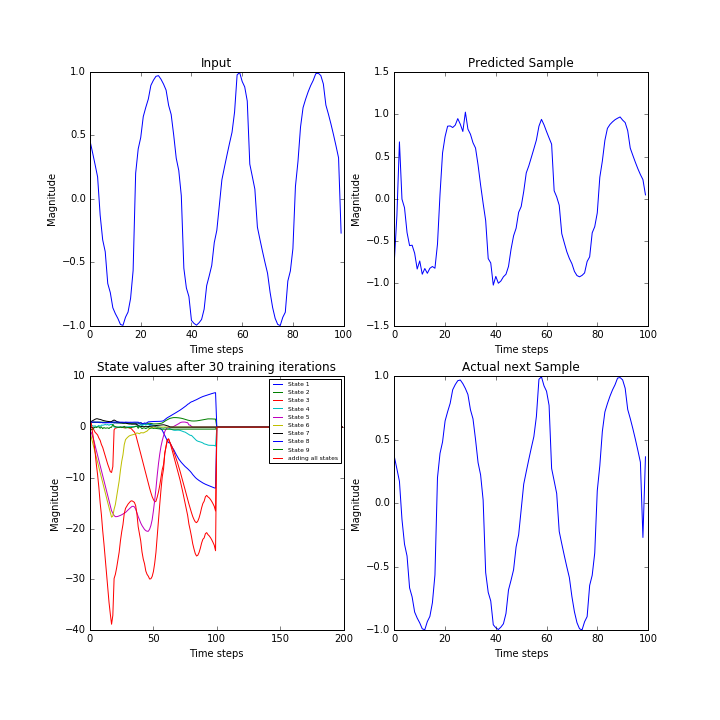 Input
Predicted Sample
1.0
0.5
0.0
−0.5
−1.0
Magnitude
0 20 40 60 80 100
Time steps
1.5
1.0
0.5
0.0
−0.5
−1.0
−1.5
Magnitude
0 20 40 60 80 100
Time steps
State values after 30 training iterations
Actual next Sample
10
0
−10
−20
−30
−40
Magnitude
0 50 100 150 200
Time steps
State 1
State 2
State 3
State 4
State 5
State 6
State 7
State 8
State 9
adding all states
1.0
0.5
0.0
−0.5
−1.0
Magnitude
0 20 40 60 80 100
Time steps